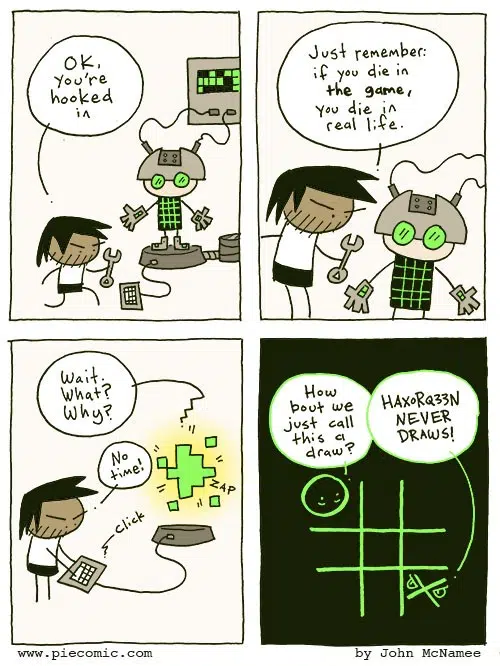 OK,
you're
hooked
in
Just remember:
if you die in
the game,
you die in
real life.
Wait.
What?
Why?
No
time!
ZAP
click
How
bout we
just call
this a
draw?
HAXoRQ33N
NEVER
DRAWS!
www.piecomic.com
by John McNamee